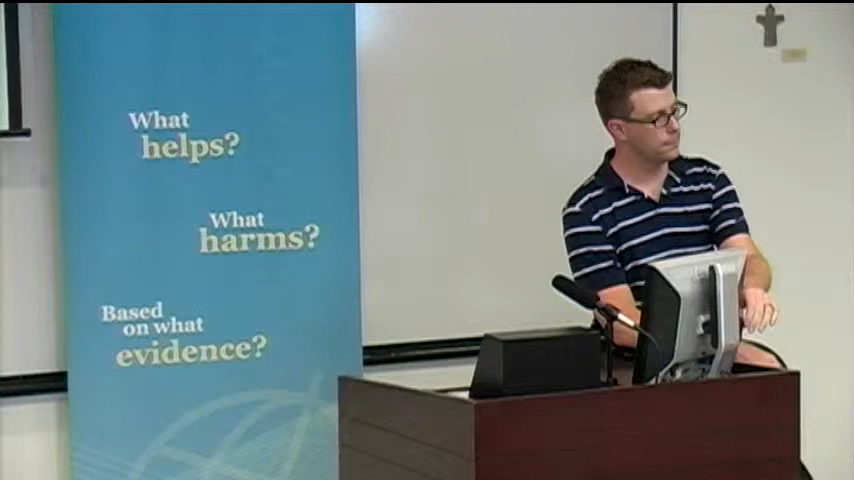 What
helps?
What
harms?
Based
on what
evidence?